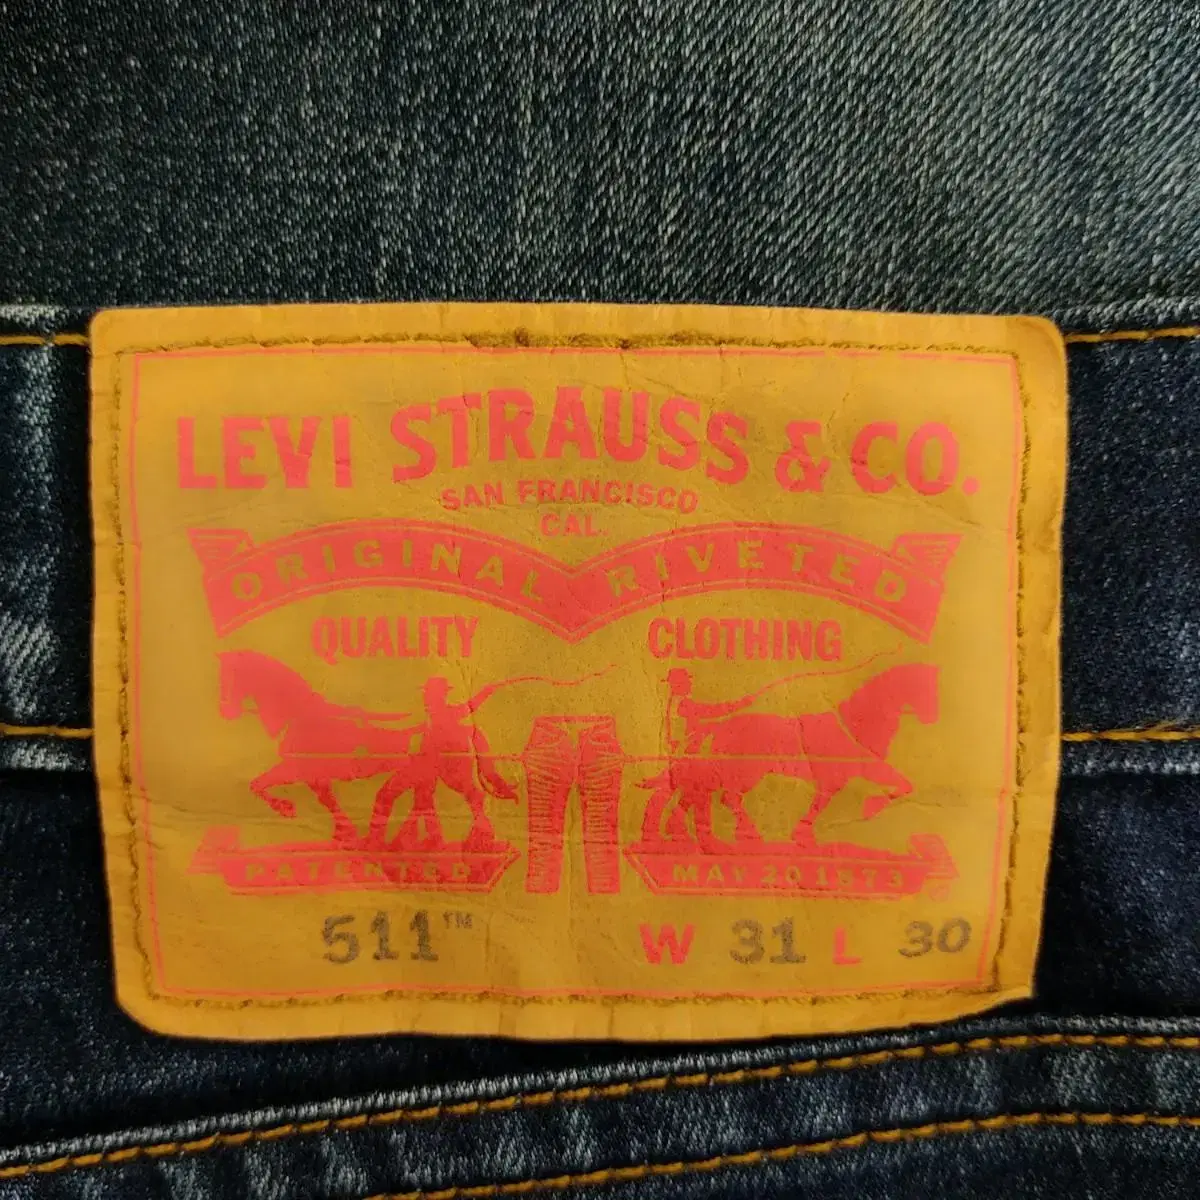 LEVI STRAUSS & CO.
SAN FRANCISCO
CAL.
ORIGINAL RIVETED
QUALITY CLOTHING
PATENTED MAY 20 1873
511™ W 31 L 30